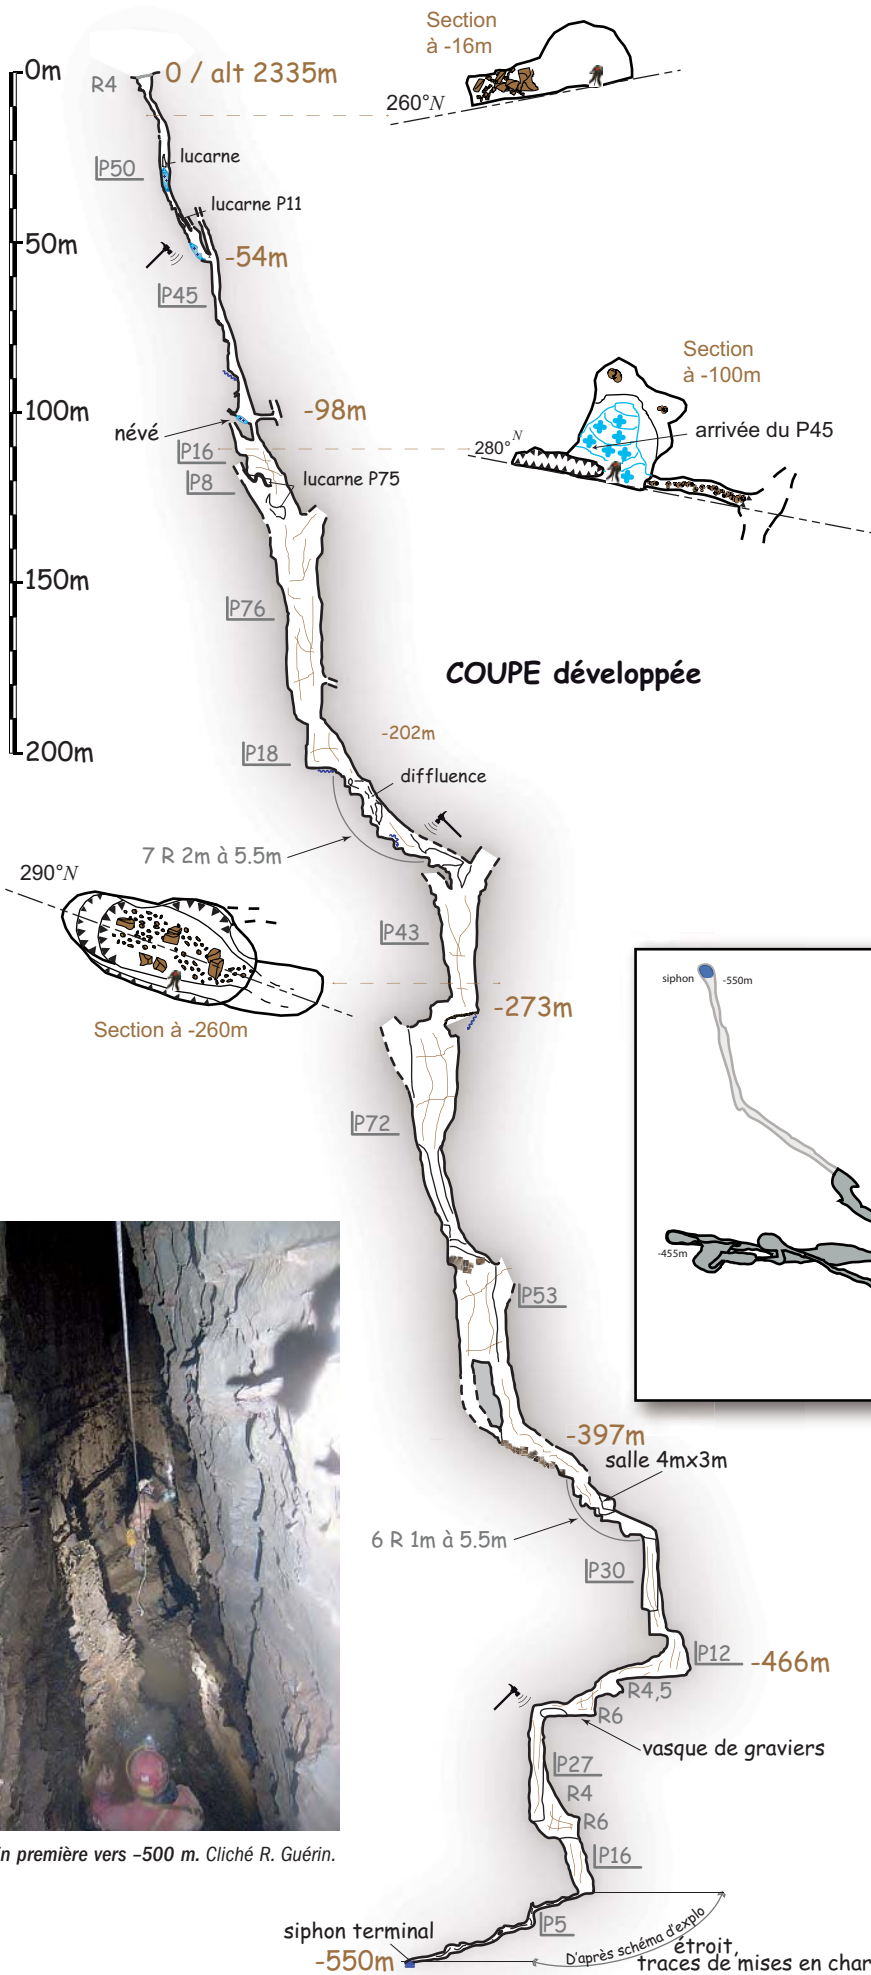 Section
à -16m
0m
R4
0 / alt 2335m
260°N
lucarne
P50
lucarne P11
50m
-54m
P45
Section
à -100m
100m
-98m
névé
280°N
arrivée du P45
P16
P8
lucarne P75
150m
P76
COUPE développée
-202m
200m
P18
diffluence
7 R 2m à 5.5m
290°N
P43
siphon
-550m
-273m
Section à -260m
P72
-455m
P53
-397m
salle 4mx3m
6 R 1m à 5.5m
P30
P12
-466m
R4,5
R6
vasque de graviers
P27
R4
R6
n première vers –500 m. Cliché R. Guérin.
P16
siphon terminal
P5
D'après schéma d'explo
étroit,
-550m
traces de mises en char